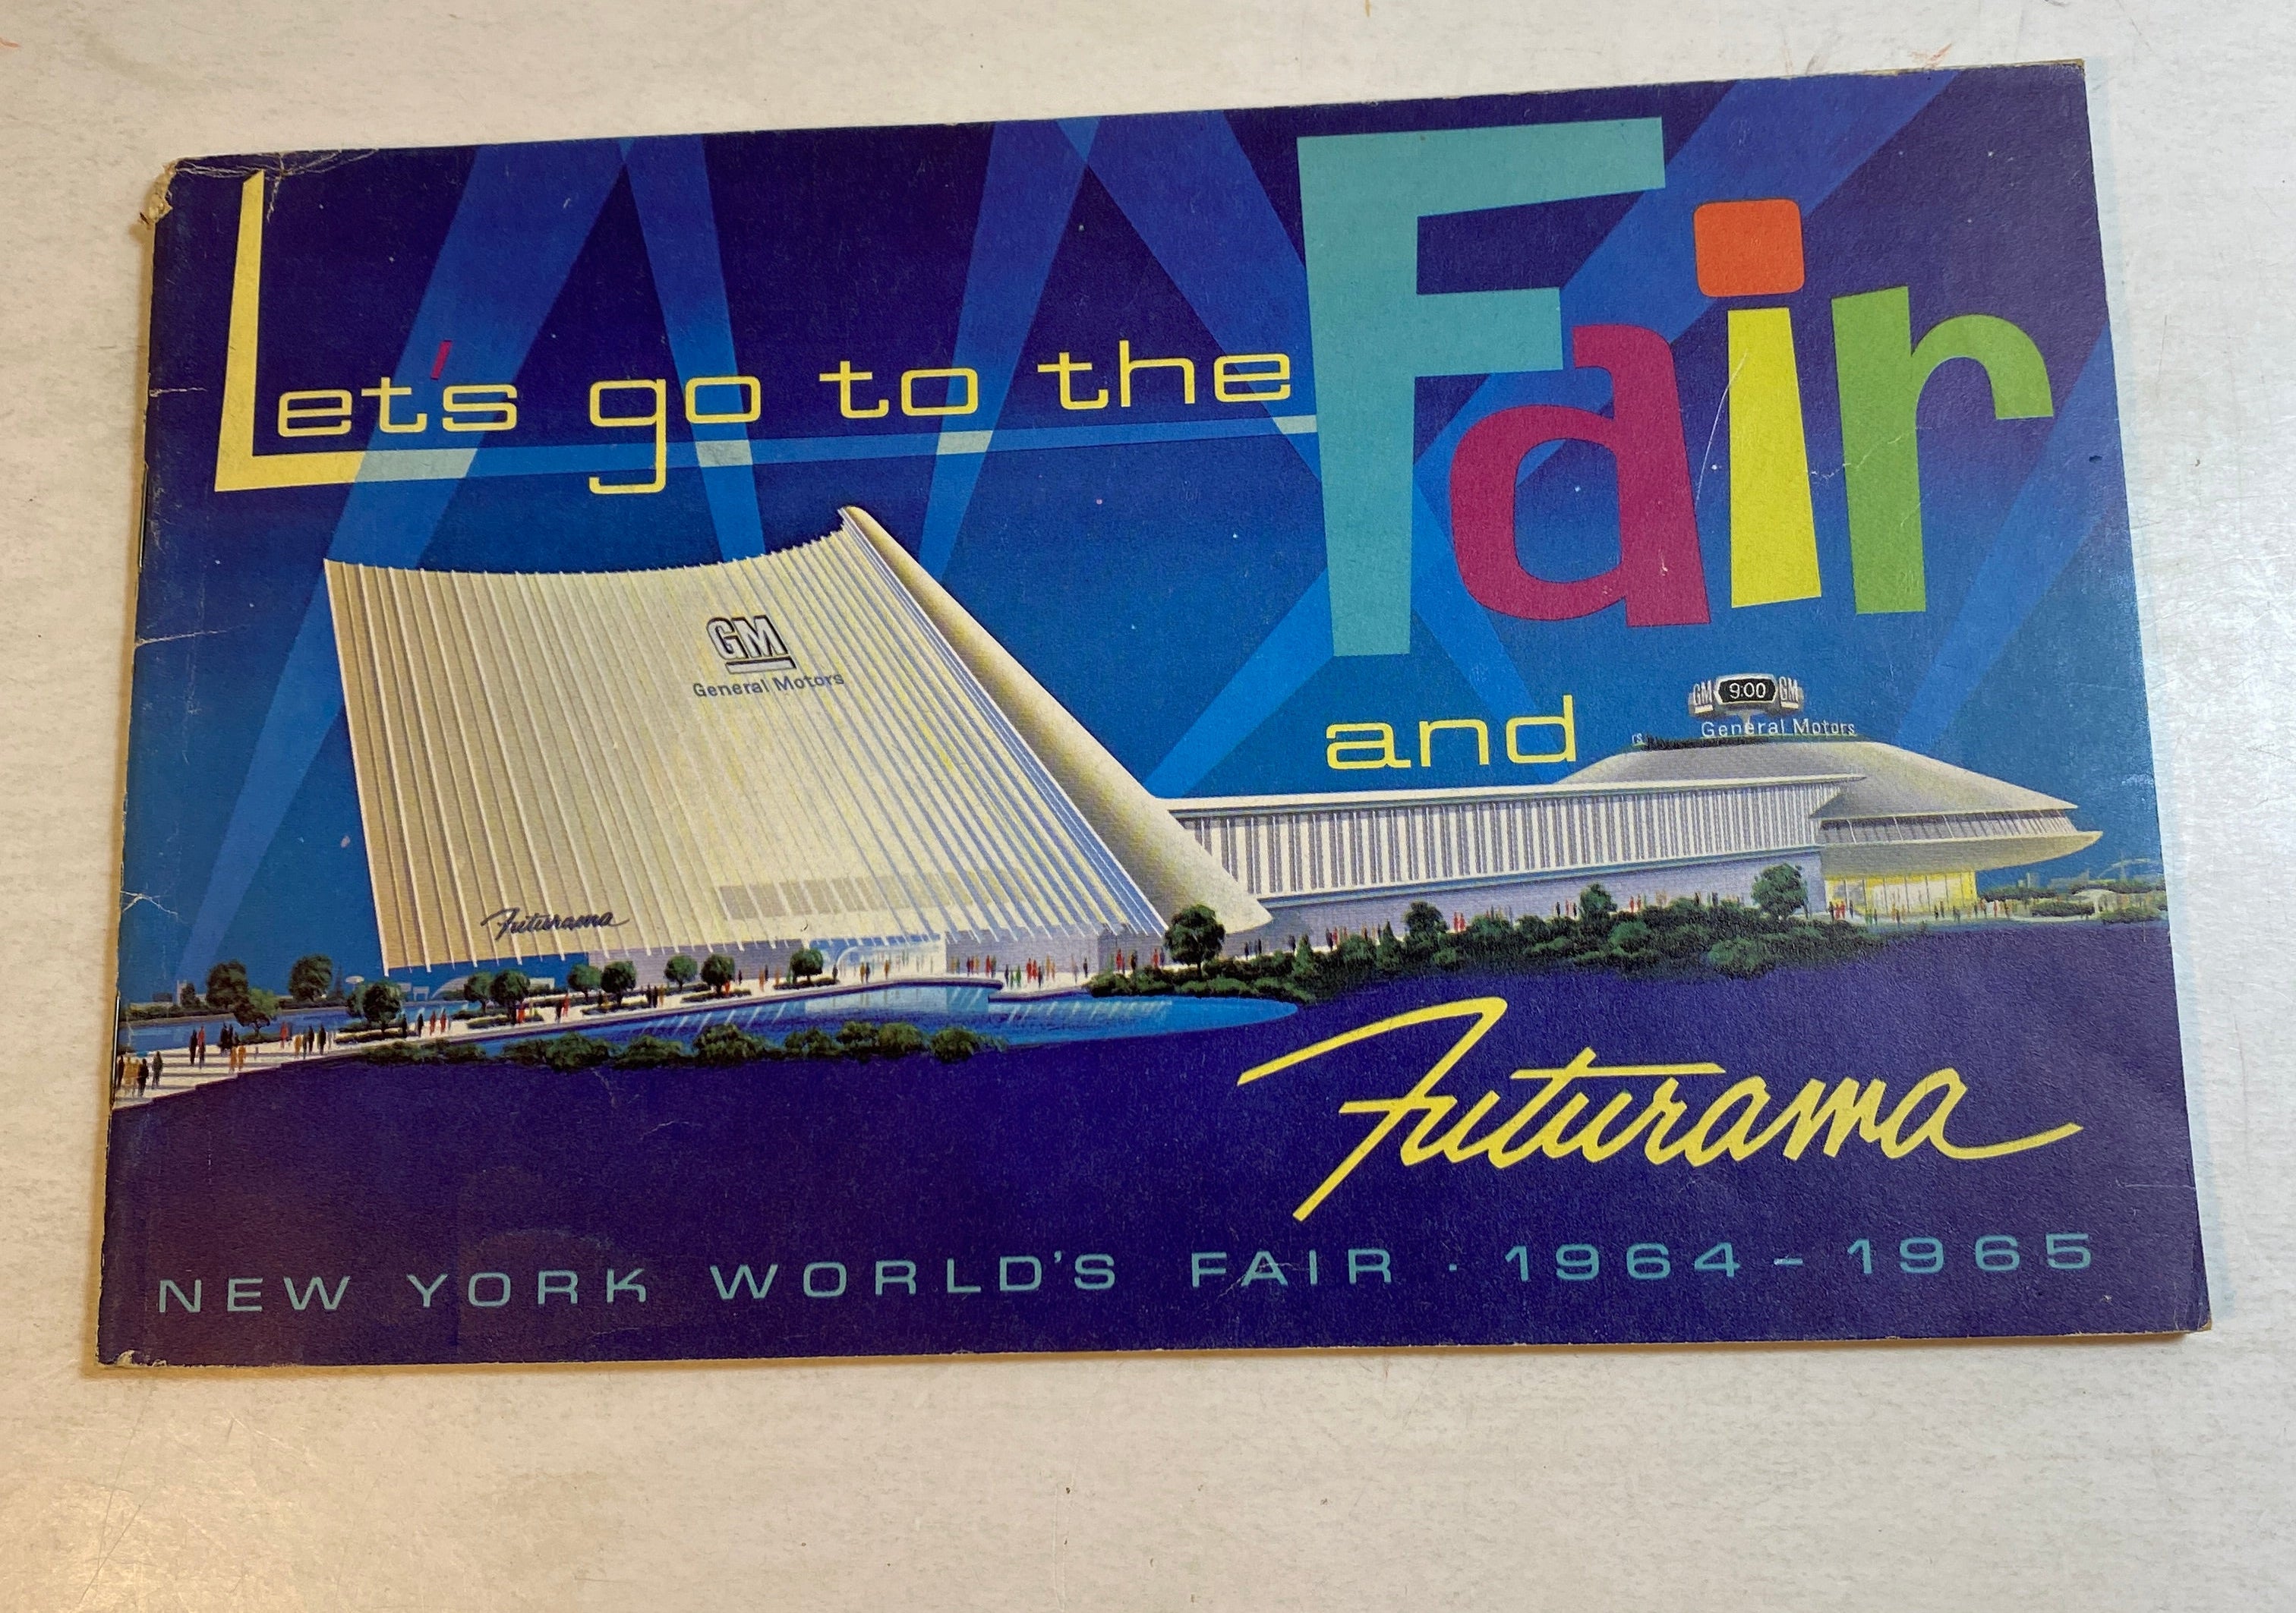 Let's go to the Fair
and
GM 9:00 GM
General Motors
GM
General Motors
Futurama
Futurama
NEW YORK WORLD'S FAIR · 1964-1965